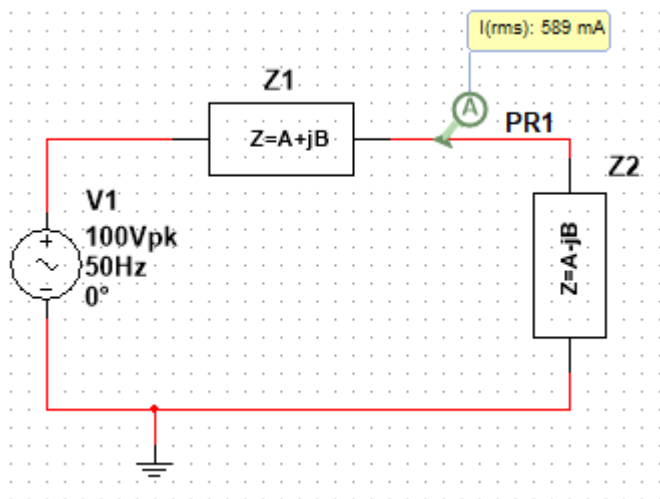 I(rms): 589 mA
A
Z1
Z=A+jB
PR1
Z2
V1
100Vpk
50Hz
0°
Z=A-jB